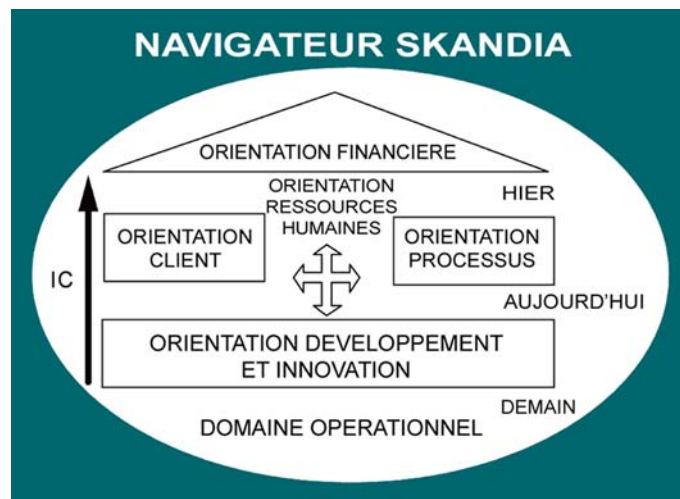 NAVIGATEUR SKANDIA
ORIENTATION FINANCIERE
ORIENTATION
RESSOURCES
HUMAINES
HIER
ORIENTATION
CLIENT
ORIENTATION
PROCESSUS
IC
AUJOURD'HUI
ORIENTATION DEVELOPPEMENT
ET INNOVATION
DEMAIN
DOMAINE OPERATIONNEL